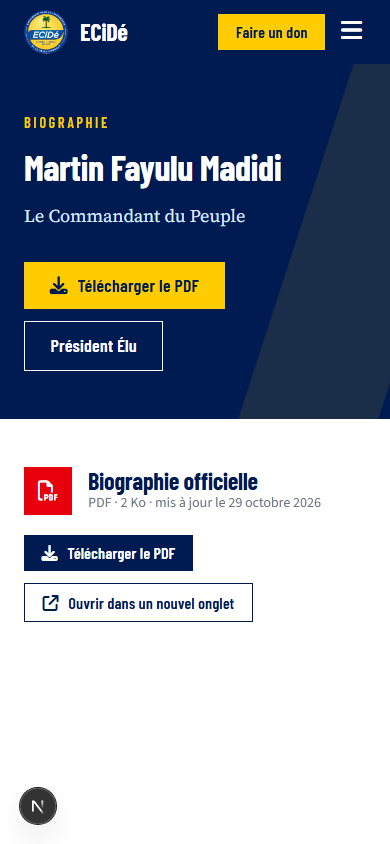 ECiDé
ECiDé
Faire un don
BIOGRAPHIE
Martin Fayulu Madidi
Le Commandant du Peuple
Télécharger le PDF
Président Élu
PDF
Biographie officielle
PDF · 2 Ko · mis à jour le 29 octobre 2026
Télécharger le PDF
Ouvrir dans un nouvel onglet
N